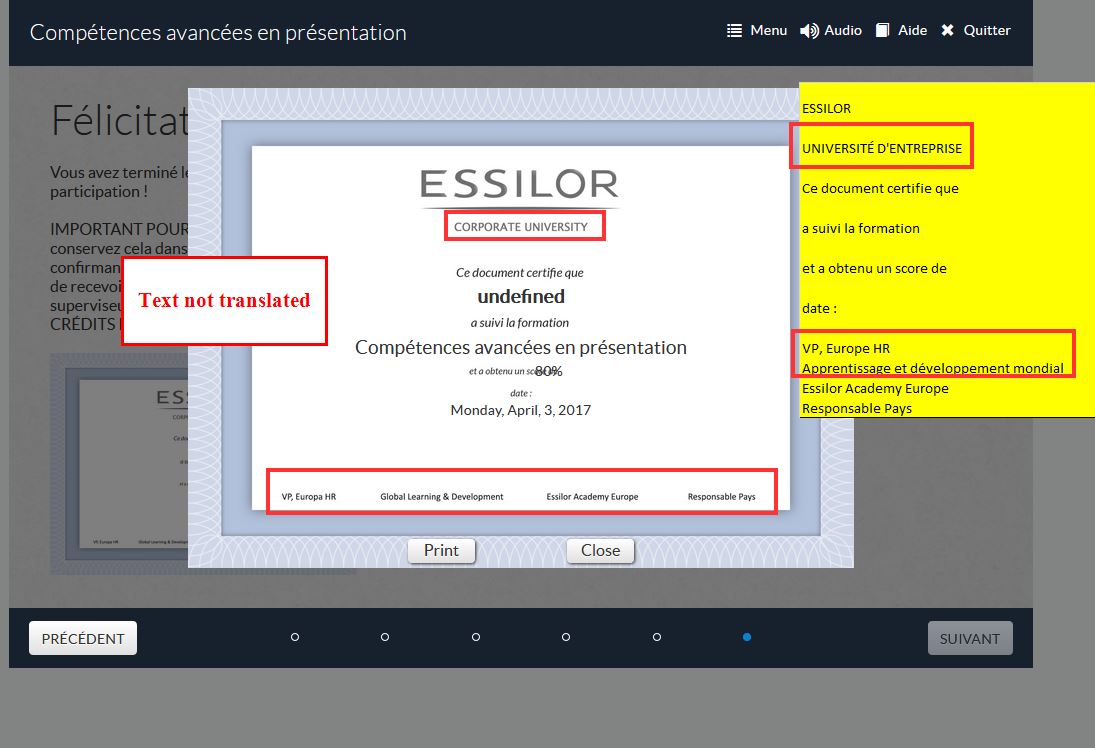 Compétences avancées en présentation
Menu
Audio
Aide
Quitter
Félicitat
Vous avez terminé le
participation !
IMPORTANT POUR
conservez cela dans
confirman
de recevoi
superviseu
CRÉDITS
Text not translated
ESSILOR
CORPORATE UNIVERSITY
Ce document certifie que
undefined
a suivi la formation
Compétences avancées en présentation
et a obtenu un score de 80%
date :
Monday, April, 3, 2017
VP, Europa HR
Global Learning & Development
Essilor Academy Europe
Responsable Pays
Print
Close
ESSILOR
UNIVERSITÉ D'ENTREPRISE
Ce document certifie que
a suivi la formation
et a obtenu un score de
date :
VP, Europe HR
Apprentissage et développement mondial
Essilor Academy Europe
Responsable Pays
ESS
CORP
Ce do
VP, Europa HR
Global Learning & Develop
PRÉCÉDENT
SUIVANT